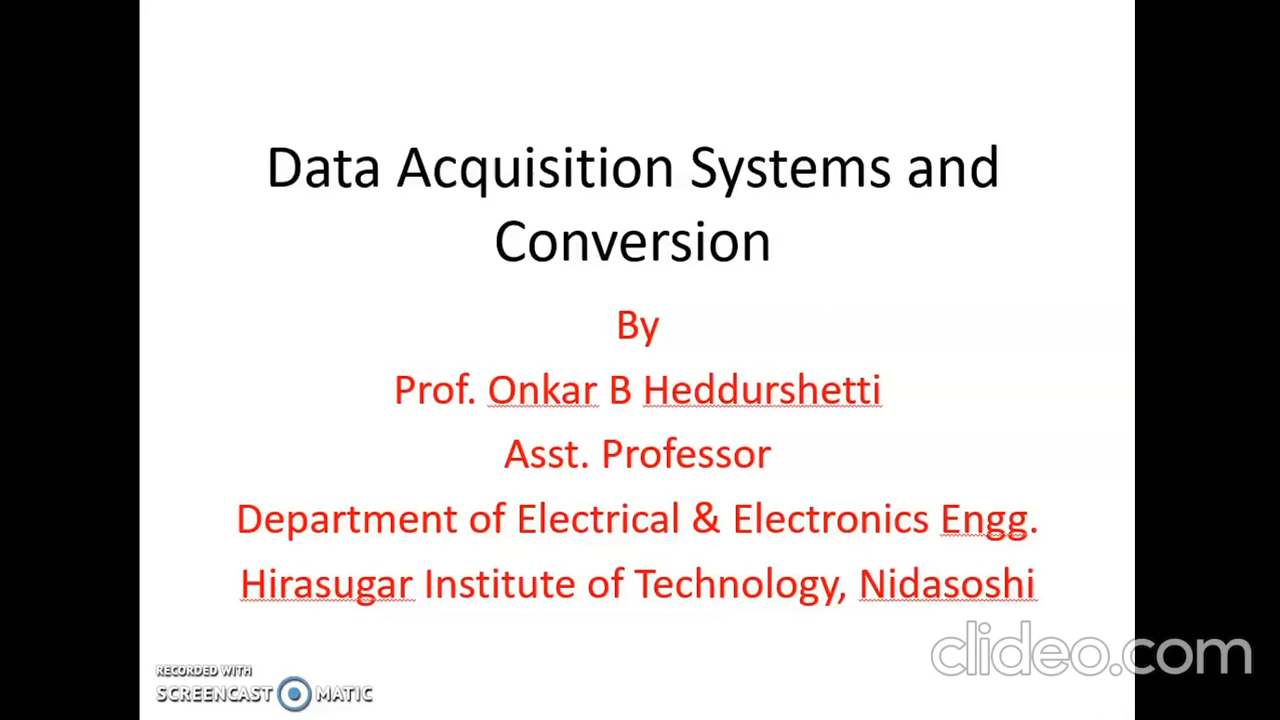 Data Acquisition Systems and
Conversion
By
Prof. Onkar B Heddurshetti
Asst. Professor
Department of Electrical & Electronics Engg.
Hirasugar Institute of Technology, Nidasoshi
RECORDED WITH
SCREENCAST MATIC
clideo.com